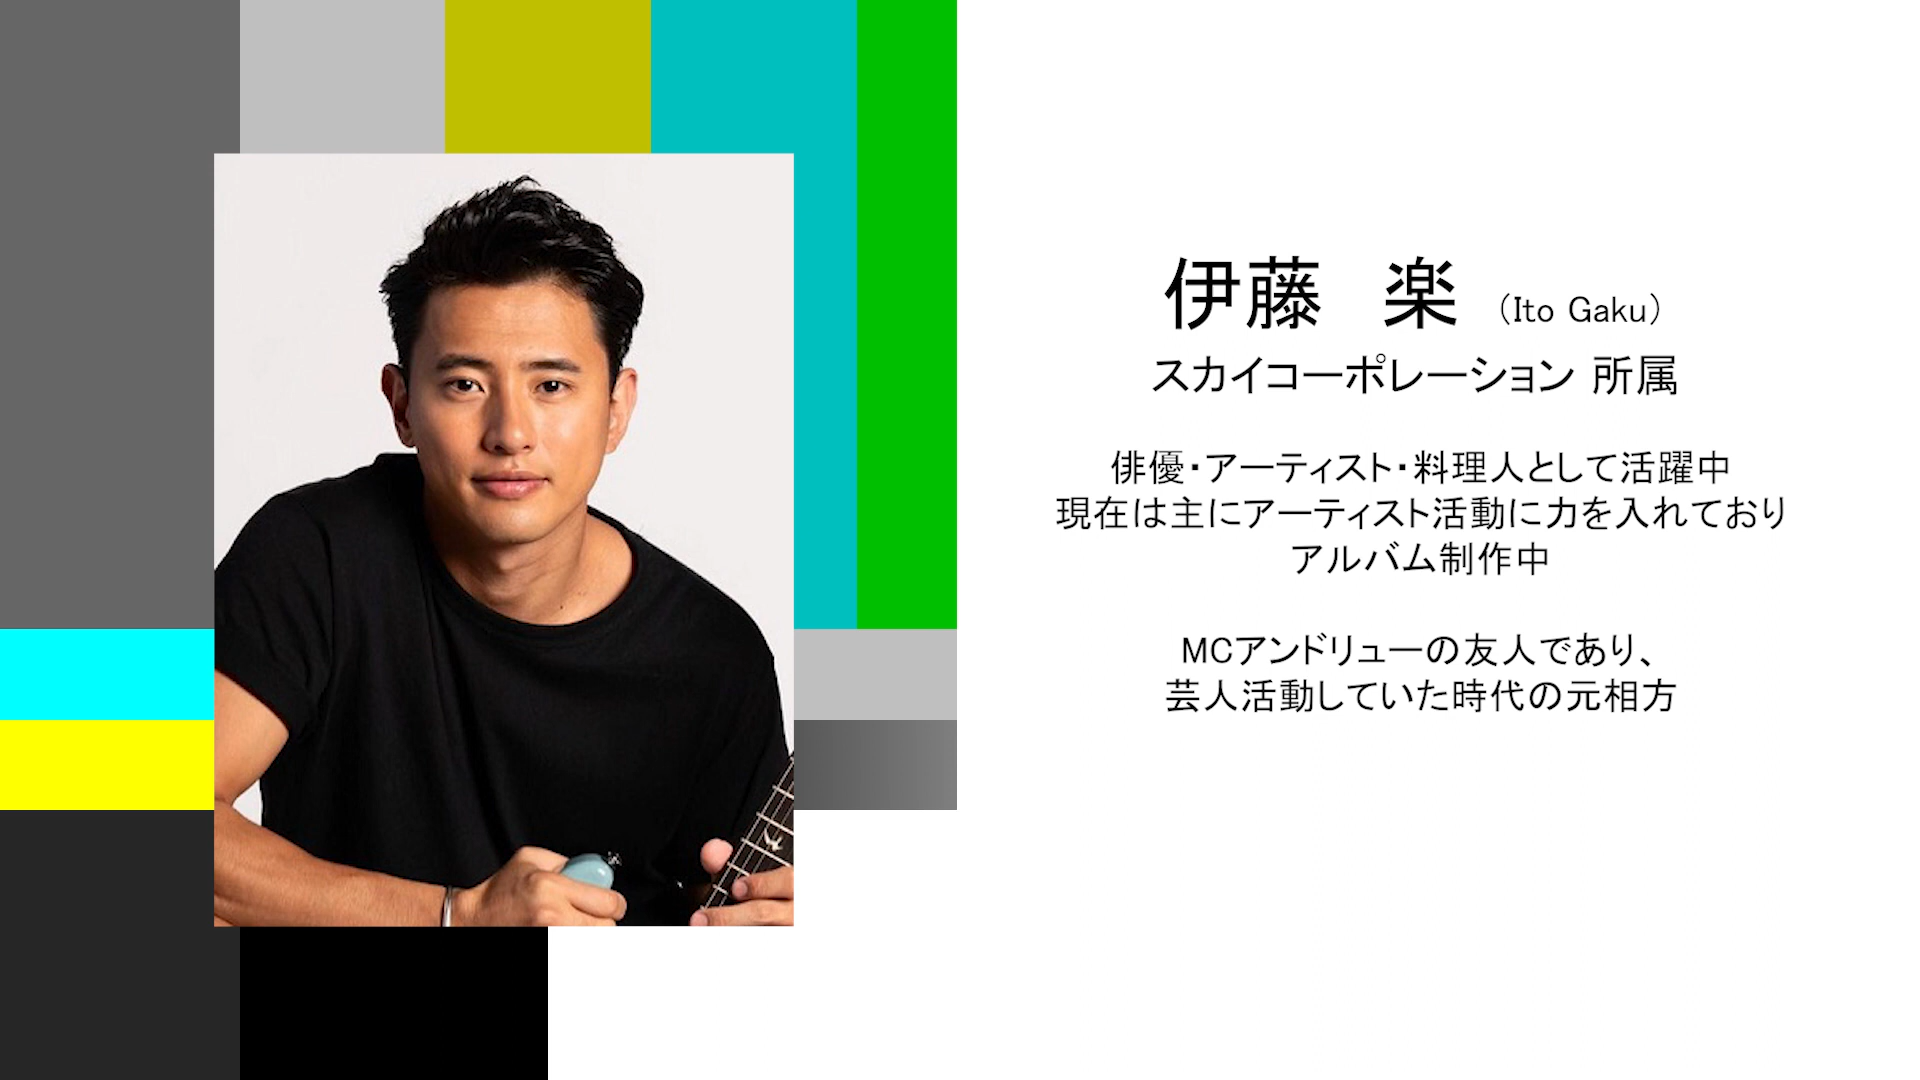 伊藤　楽 （Ito Gaku）
スカイコーポレーション 所属
俳優・アーティスト・料理人として活躍中
現在は主にアーティスト活動に力を入れており
アルバム制作中
MCアンドリューの友人であり、
芸人活動していた時代の元相方